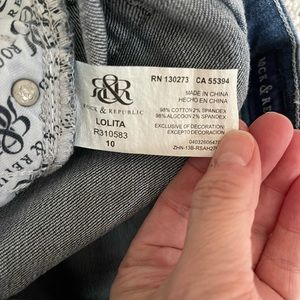 RN 130273 CA 55394
ROCK & REPUBLIC
LOLITA
R310583
10
MADE IN CHINA
HECHO EN CHINA
98% COTTON 2% SPANDEX
98% ALGODON 2% SPANDEX
EXCLUSIVE OF DECORATION
EXCEPTO DECORACION